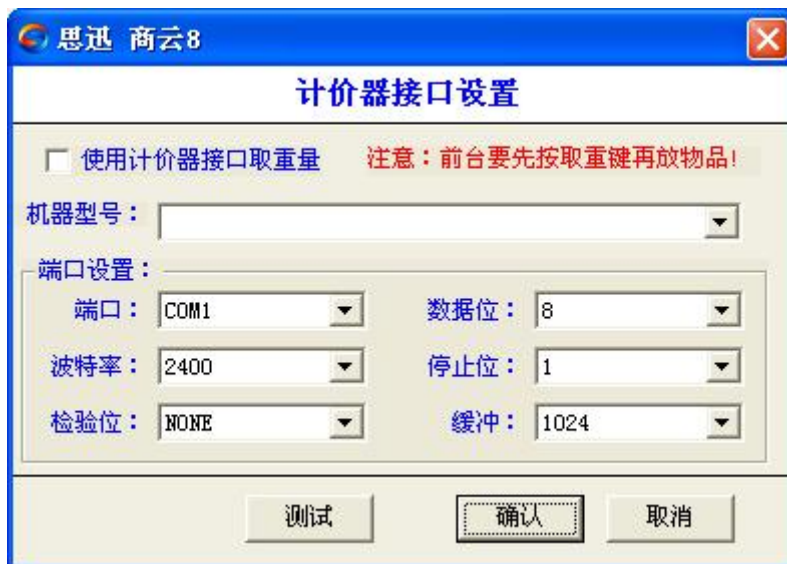 思迅 商云8
计价器接口设置
使用计价器接口取重量 注意：前台要先按取重键再放物品!
机器型号：
端口设置：
端口： COM1 数据位： 8
波特率： 2400 停止位： 1
检验位： NONE 缓冲： 1024
测试 确认 取消